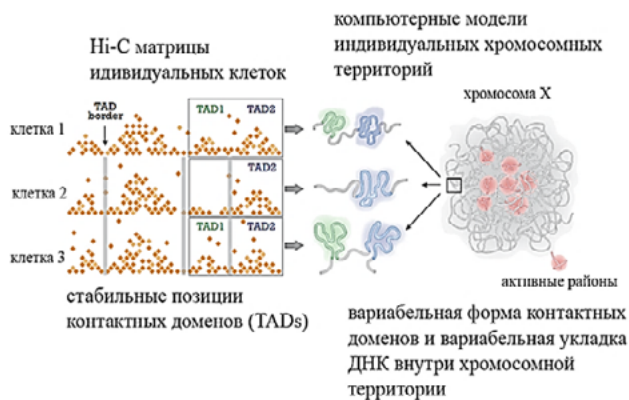 Hi-C матрицы
идивидуальных клеток
компьютерные модели
индивидуальных хромосомных
территорий
TAD
border
TAD1
TAD2
хромосома X
клетка 1
TAD2
клетка 2
TAD1
TAD2
клетка 3
активные районы
стабильные позиции
контактных доменов (TADs)
вариабельная форма контактных
доменов и вариабельная укладка
ДНК внутри хромосомной
территории